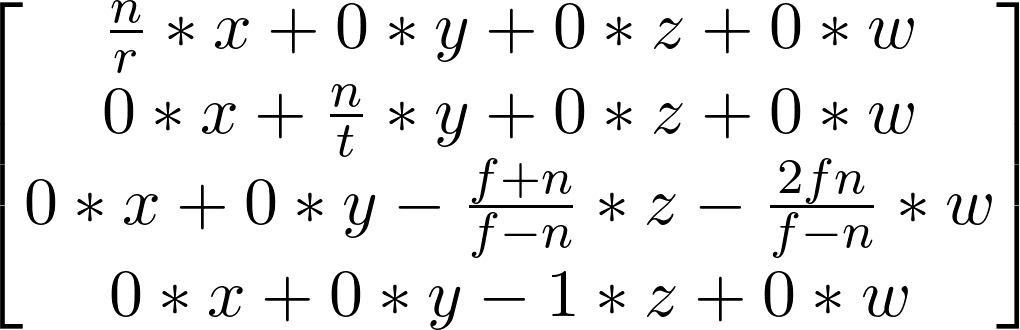 n/r * x + 0 * y + 0 * z + 0 * w
0 * x + n/t * y + 0 * z + 0 * w
0 * x + 0 * y − f+n/f−n * z − 2fn/f−n * w
0 * x + 0 * y − 1 * z + 0 * w